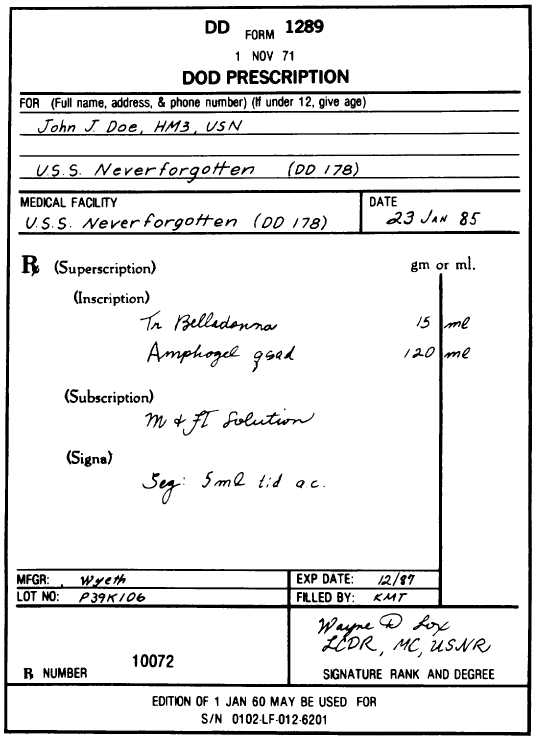 DD FORM 1289
1 NOV 71
DOD PRESCRIPTION
FOR (Full name, address, & phone number) (If under 12, give age)
John J. Doe, HM3, USN
U.S.S. Neverforgotten (DD 178)
MEDICAL FACILITY DATE
U.S.S. Neverforgotten (DD 178) 23 JAN 85
℞ (Superscription) gm or ml.
(Inscription)
Tr Belladonna 15 ml
Amphogel qsad 120 ml
(Subscription)
M & Ft Solution
(Signa)
Sig: 5 ml tid a.c.
MFGR: Wyeth EXP DATE: 12/87
LOT NO: P39K106 FILLED BY: KMT
Wayne D Lox
LCDR, MC, USNR
10072
℞ NUMBER SIGNATURE RANK AND DEGREE
EDITION OF 1 JAN 60 MAY BE USED FOR
S/N 0102-LF-012-6201